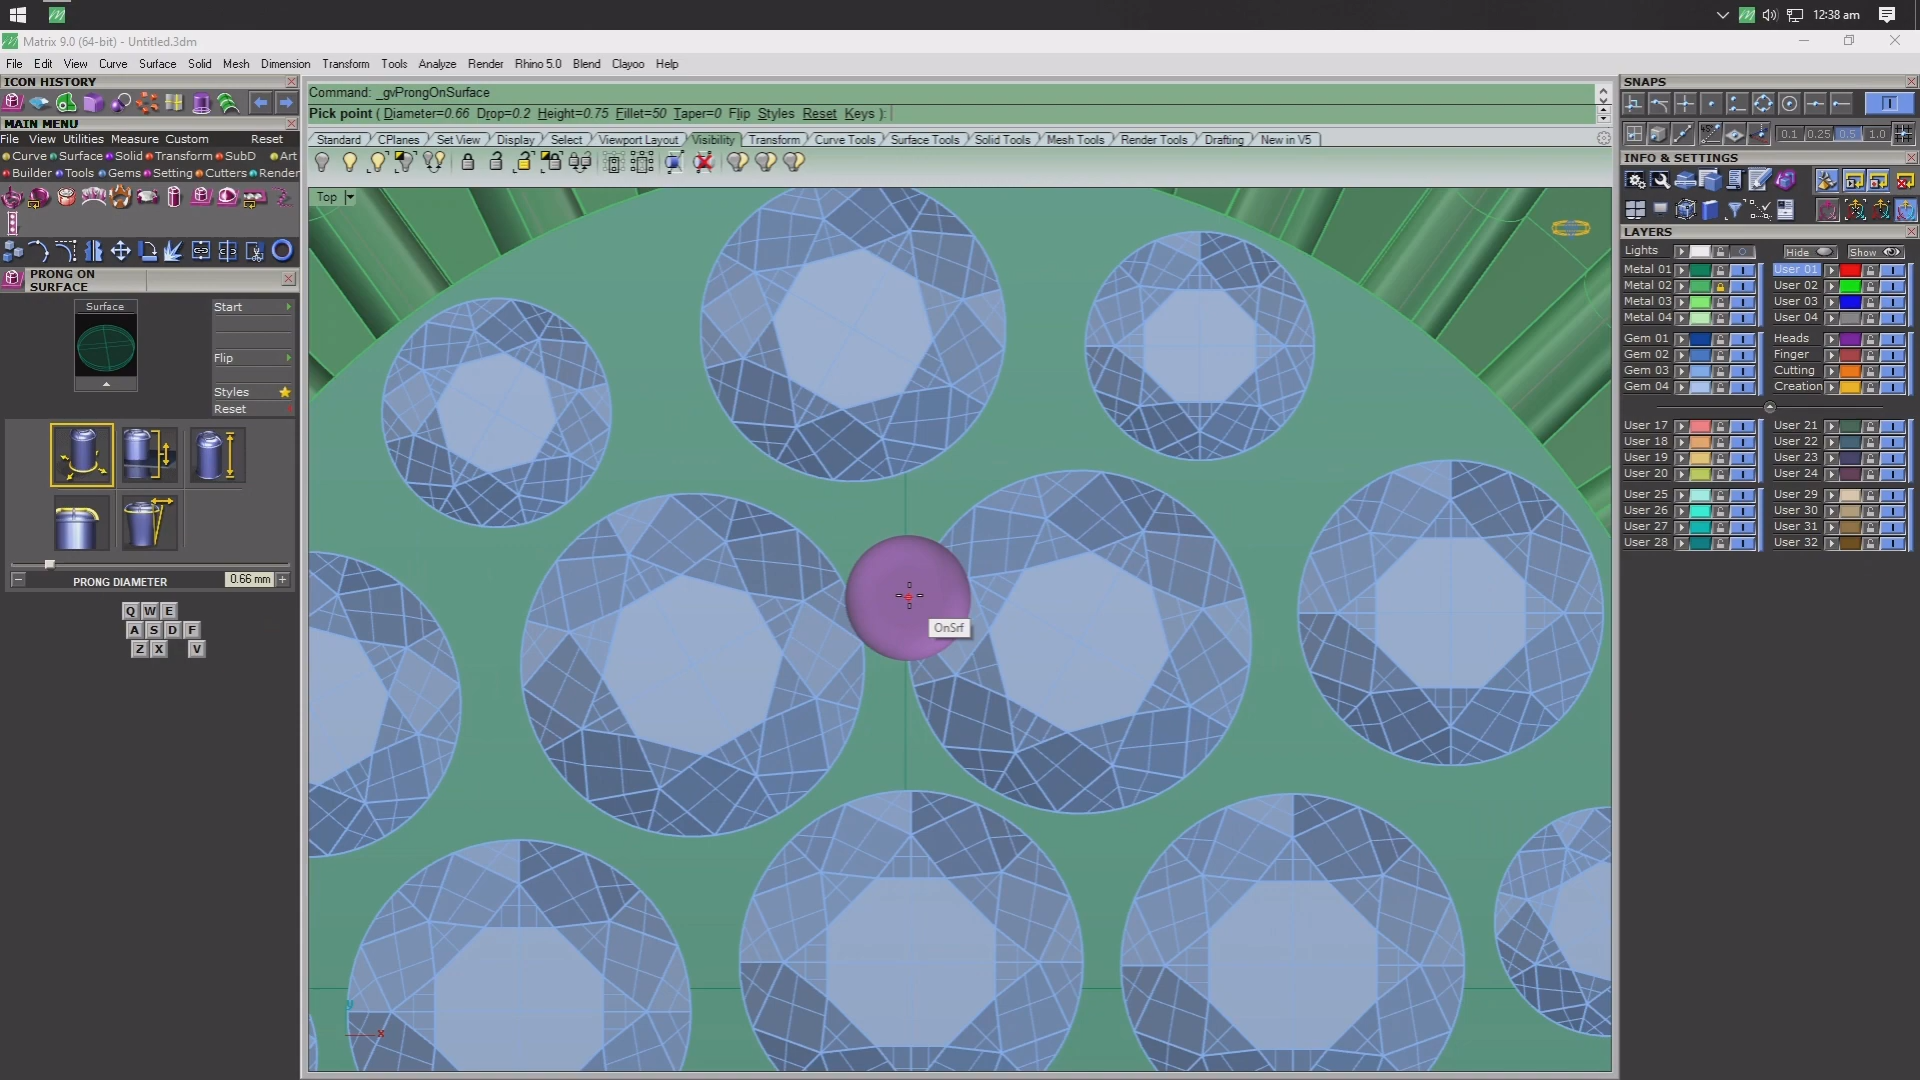 12:38 am
Matrix 9.0 (64-bit) - Untitled.3dm
File Edit View Curve Surface Solid Mesh Dimension Transform Tools Analyze Render Rhino 5.0 Blend Clayoo Help
ICON HISTORY
MAIN MENU
File View Utilities Measure Custom Reset
Curve Surface Solid Transform SubD Art
Builder Tools Gems Setting Cutters Render
PRONG ON
SURFACE
Surface
Start
Flip
Styles
Reset
PRONG DIAMETER
0.66 mm
Q W E
A S D F
Z X V
Command: _gvProngOnSurface
Pick point ( Diameter=0.66 Drop=0.2 Height=0.75 Fillet=50 Taper=0 Flip Styles Reset Keys ):
Standard CPlanes Set View Display Select Viewport Layout Visibility Transform Curve Tools Surface Tools Solid Tools Mesh Tools Render Tools Drafting New in V5
Top
OnSrf
y
x
SNAPS
0.1 0.25 0.5 1.0
INFO & SETTINGS
LAYERS
Lights Hide Show
Metal 01 User 01
Metal 02 User 02
Metal 03 User 03
Metal 04 User 04
Gem 01 Heads
Gem 02 Finger
Gem 03 Cutting
Gem 04 Creation
User 17 User 21
User 18 User 22
User 19 User 23
User 20 User 24
User 25 User 29
User 26 User 30
User 27 User 31
User 28 User 32